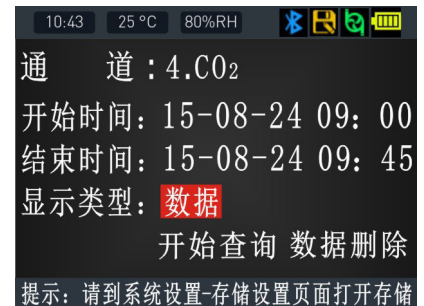 10:43 25 °C 80%RH
通 道：4.CO₂
开始时间：15-08-24 09：00
结束时间：15-08-24 09：45
显示类型：数据
开始查询 数据删除
提示：请到系统设置-存储设置页面打开存储